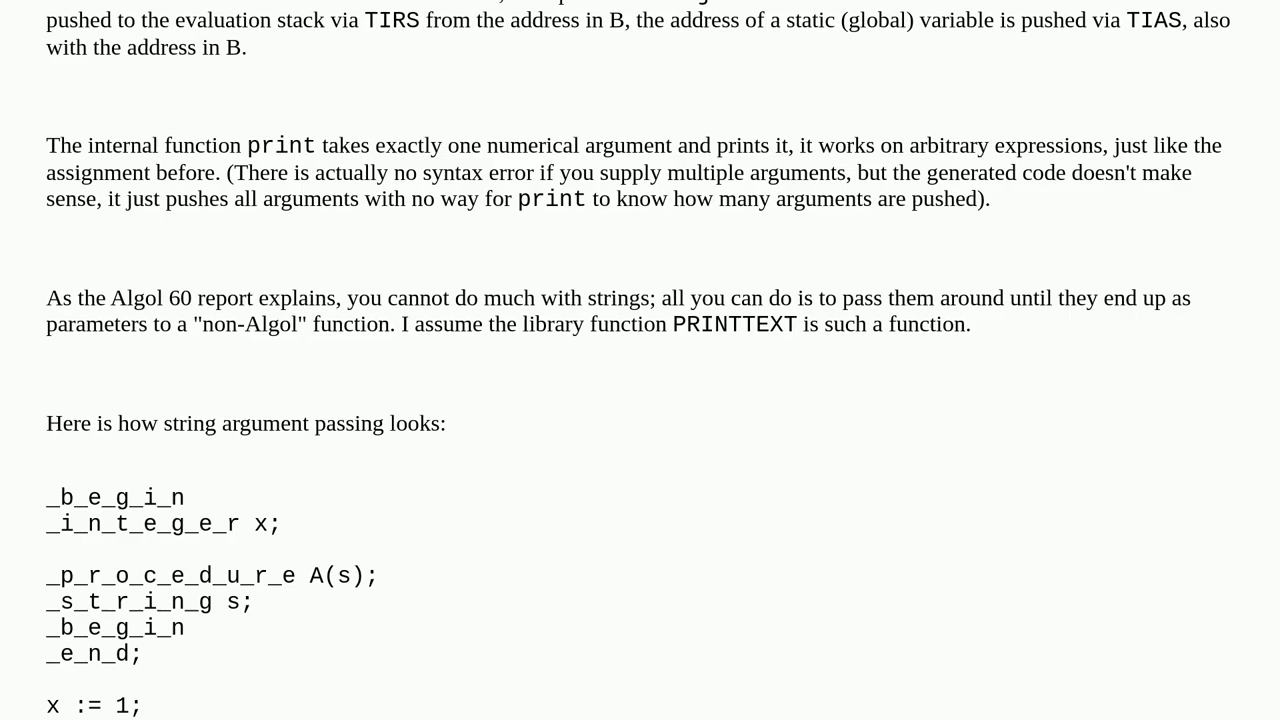 pushed to the evaluation stack via TIRS from the address in B, the address of a static (global) variable is pushed via TIAS, also
with the address in B.
The internal function print takes exactly one numerical argument and prints it, it works on arbitrary expressions, just like the
assignment before. (There is actually no syntax error if you supply multiple arguments, but the generated code doesn't make
sense, it just pushes all arguments with no way for print to know how many arguments are pushed).
As the Algol 60 report explains, you cannot do much with strings; all you can do is to pass them around until they end up as
parameters to a "non-Algol" function. I assume the library function PRINTTEXT is such a function.
Here is how string argument passing looks:
_b_e_g_i_n
_i_n_t_e_g_e_r x;
_p_r_o_c_e_d_u_r_e A(s);
_s_t_r_i_n_g s;
_b_e_g_i_n
_e_n_d;
x := 1;